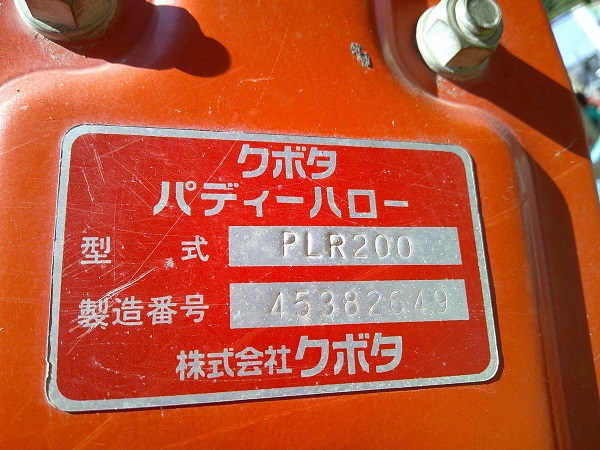 クボタ
パディーハロー
型式 PLR200
製造番号 45382649
株式会社クボタ